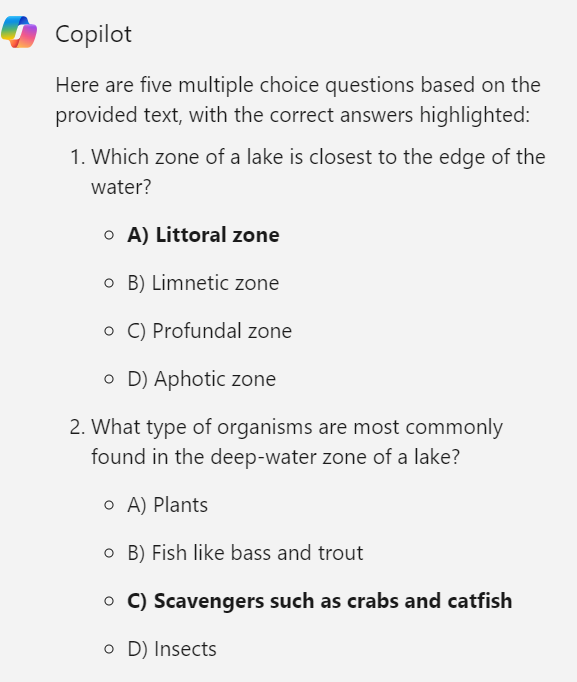 Copilot
Here are five multiple choice questions based on the
provided text, with the correct answers highlighted:
1. Which zone of a lake is closest to the edge of the
water?
A) Littoral zone
B) Limnetic zone
C) Profundal zone
D) Aphotic zone
2. What type of organisms are most commonly
found in the deep-water zone of a lake?
A) Plants
B) Fish like bass and trout
C) Scavengers such as crabs and catfish
D) Insects